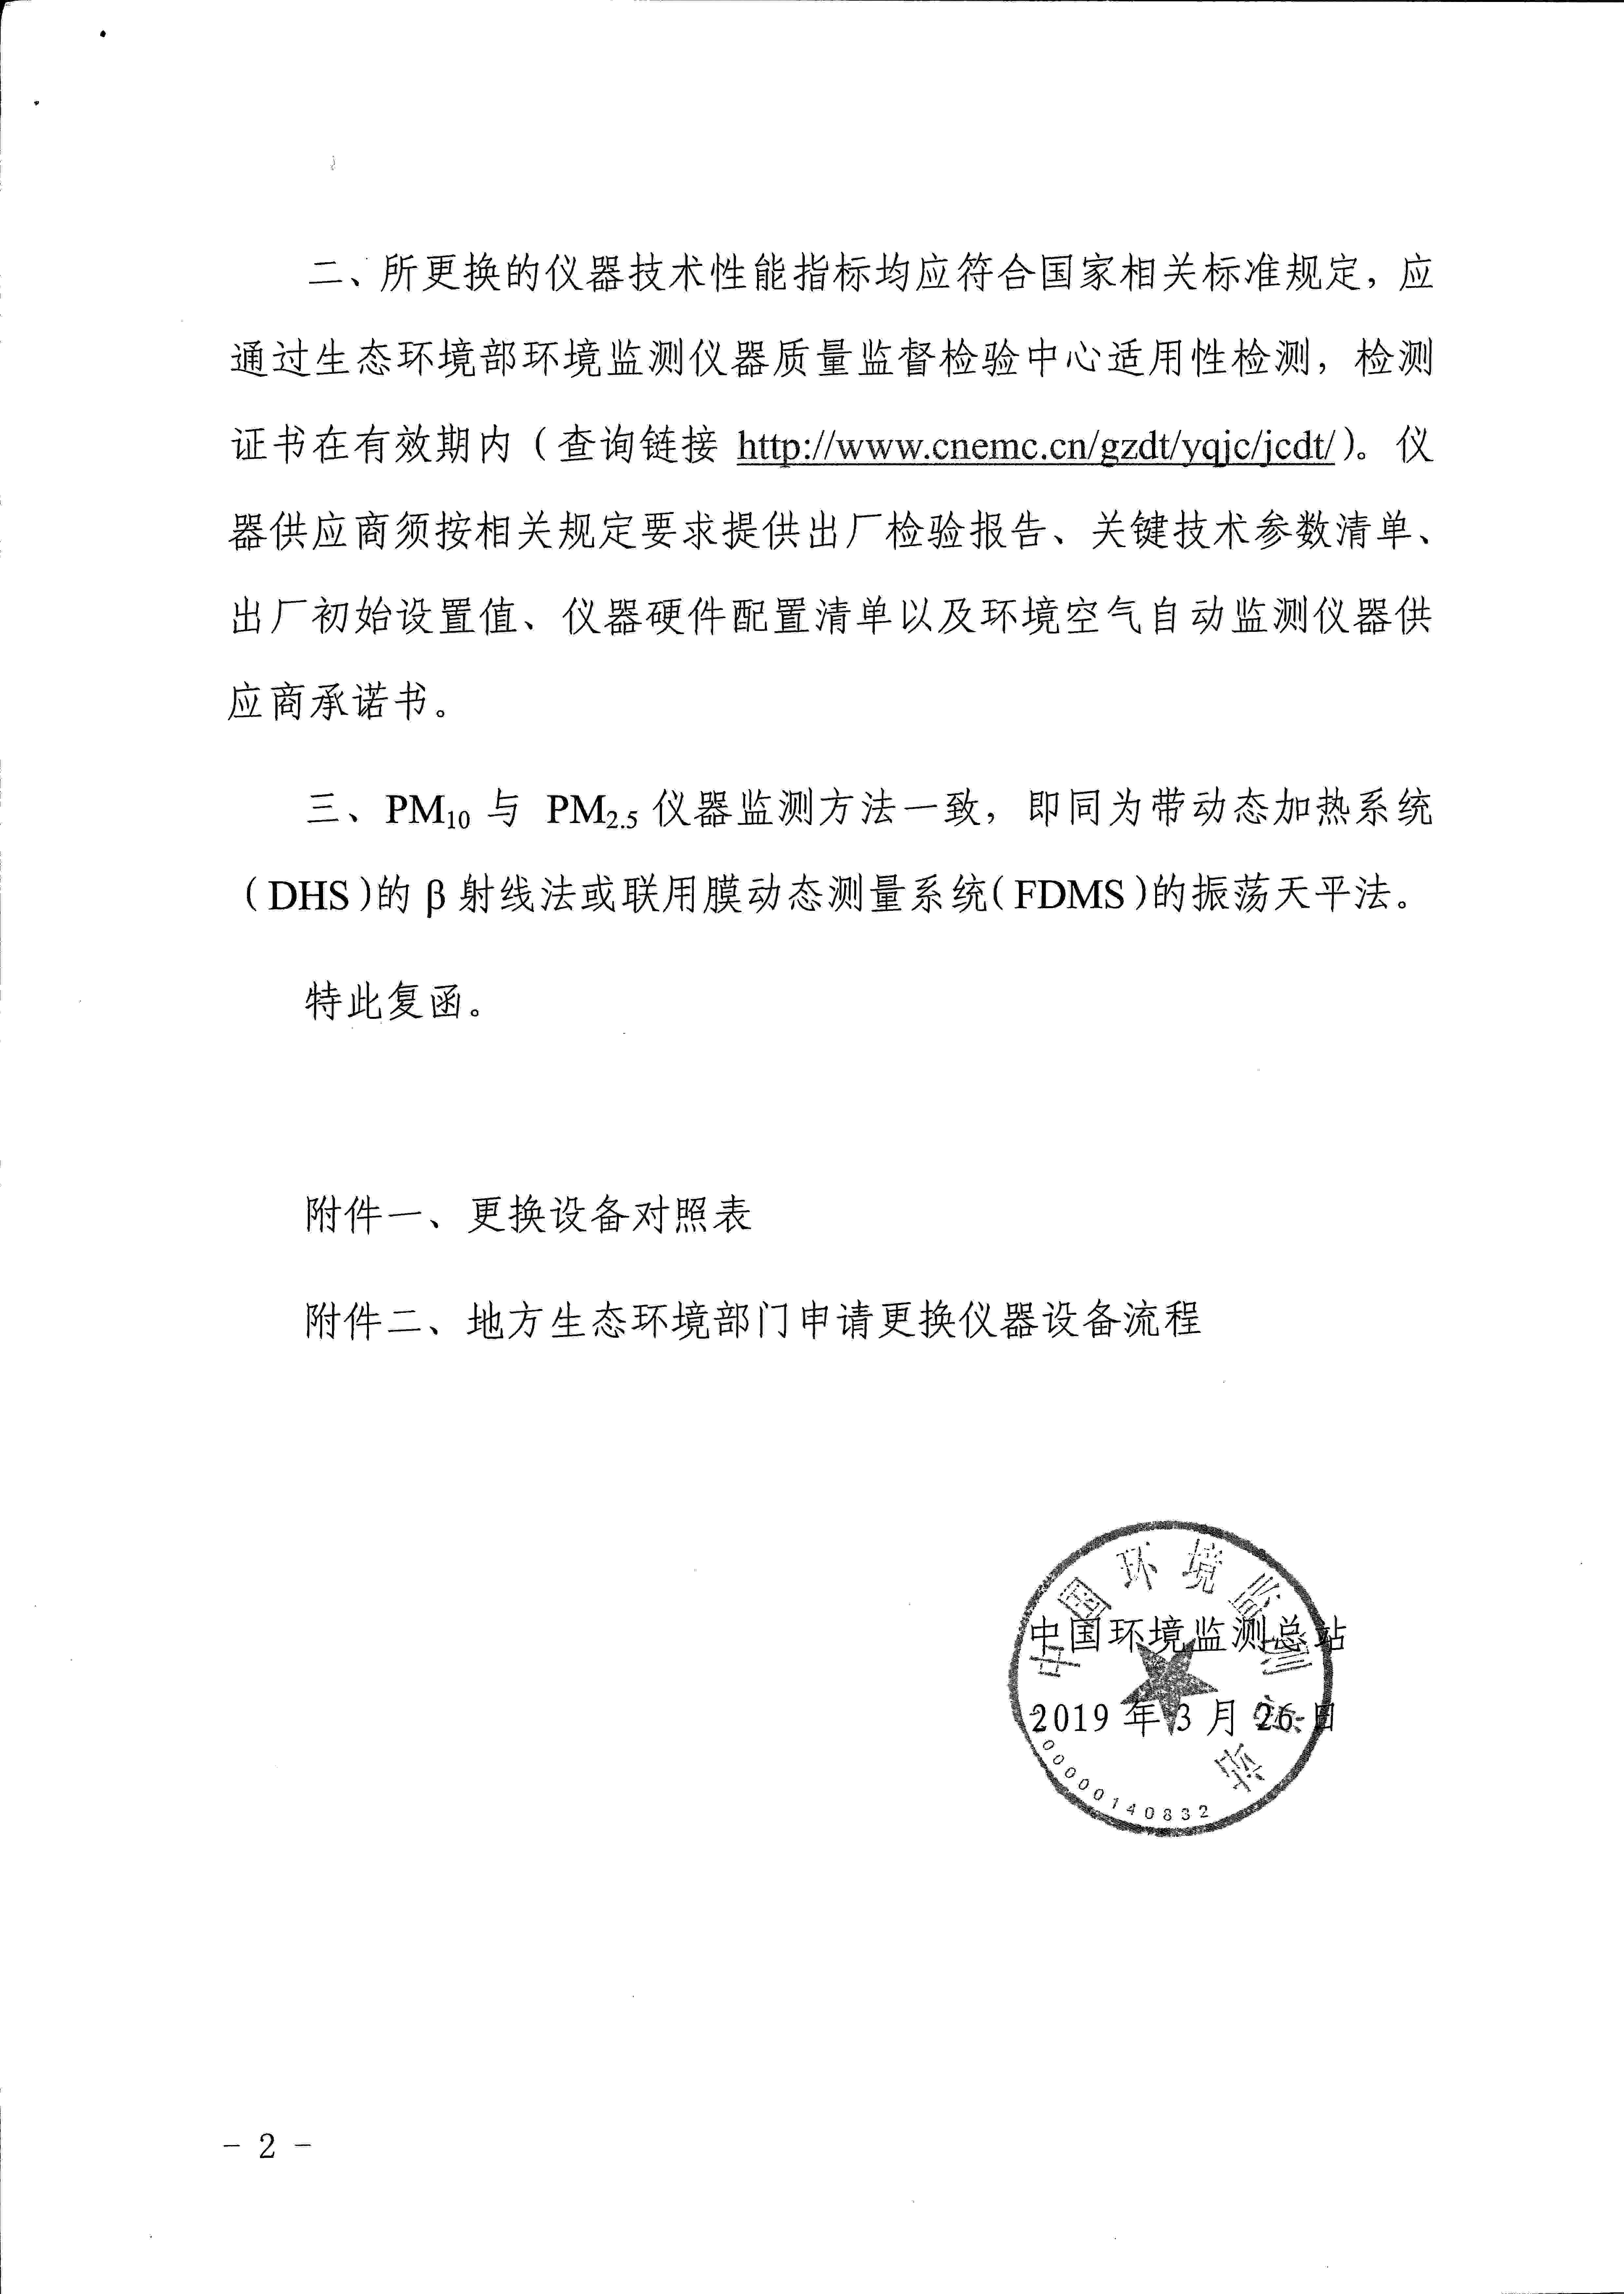 二、所更换的仪器技术性能指标均应符合国家相关标准规定，应
通过生态环境部环境监测仪器质量监督检验中心适用性检测，检测
证书在有效期内（查询链接 http://www.cnemc.cn/gzdt/yqjc/jcdt/）。仪
器供应商须按相关规定要求提供出厂检验报告、关键技术参数清单、
出厂初始设置值、仪器硬件配置清单以及环境空气自动监测仪器供
应商承诺书。
三、PM₁₀ 与 PM₂.₅ 仪器监测方法一致，即同为带动态加热系统
（DHS）的 β 射线法或联用膜动态测量系统（FDMS）的振荡天平法。
特此复函。
附件一、更换设备对照表
附件二、地方生态环境部门申请更换仪器设备流程
中国环境监测总站
中国环境监测总站
2019 年 3 月 26 日
00000140832
- 2 -